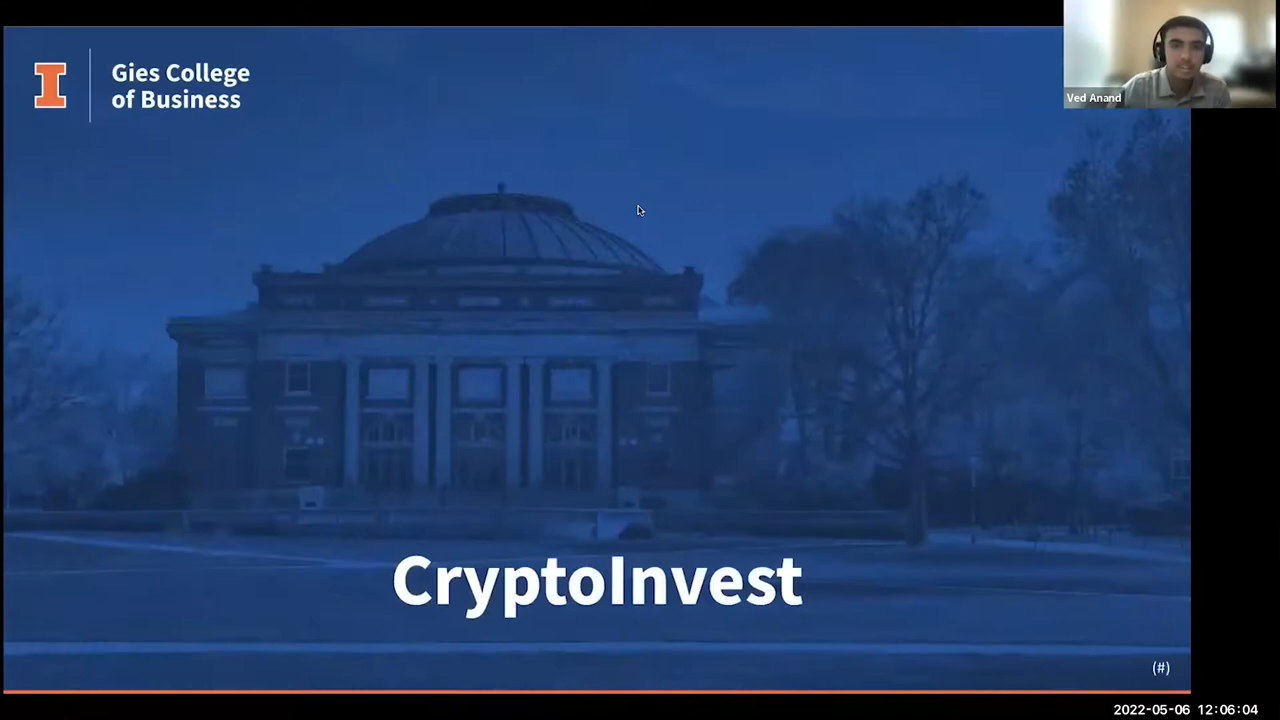 Gies College
of Business
Ved Anand
CryptoInvest
(#)
2022-05-06 12:06:04